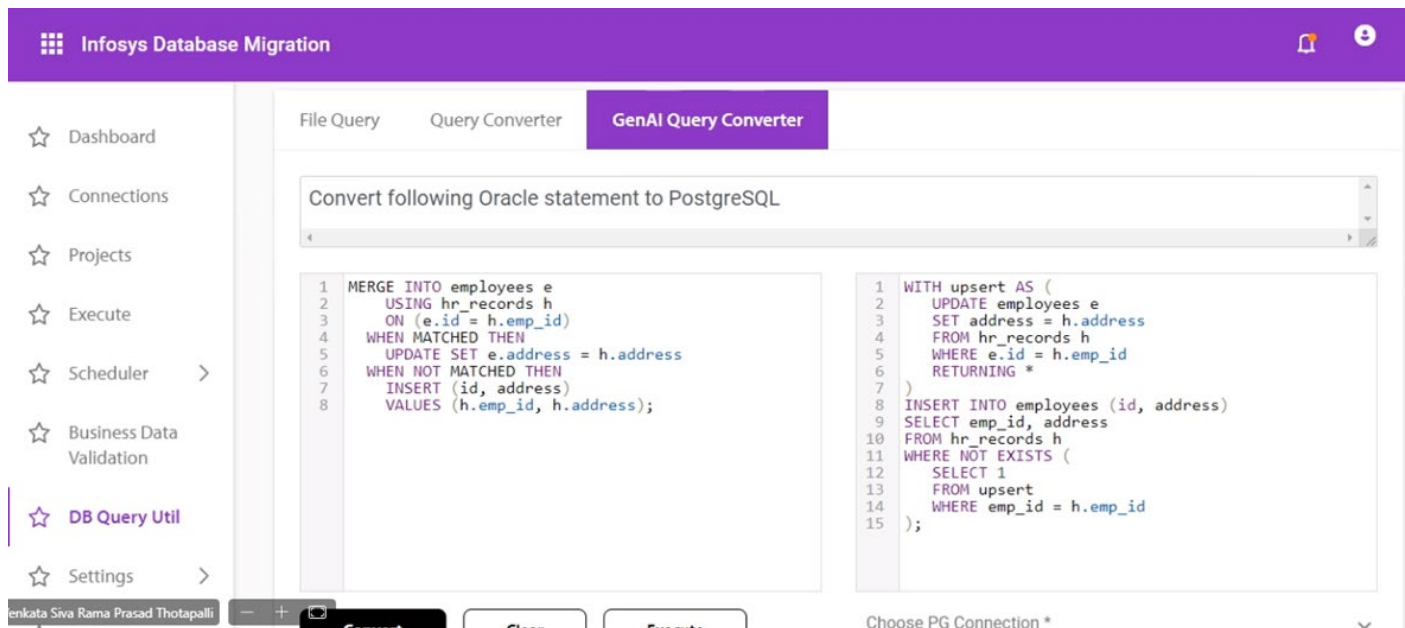 Infosys Database Migration
File Query
Query Converter
GenAI Query Converter
Dashboard
Connections
Projects
Execute
Scheduler
Business Data
Validation
DB Query Util
Settings
Convert following Oracle statement to PostgreSQL
1 MERGE INTO employees e
2 USING hr_records h
3 ON (e.id = h.emp_id)
4 WHEN MATCHED THEN
5 UPDATE SET e.address = h.address
6 WHEN NOT MATCHED THEN
7 INSERT (id, address)
8 VALUES (h.emp_id, h.address);
1 WITH upsert AS (
2 UPDATE employees e
3 SET address = h.address
4 FROM hr_records h
5 WHERE e.id = h.emp_id
6 RETURNING *
7 )
8 INSERT INTO employees (id, address)
9 SELECT emp_id, address
10 FROM hr_records h
11 WHERE NOT EXISTS (
12 SELECT 1
13 FROM upsert
14 WHERE emp_id = h.emp_id
15 );
Siva Rama Prasad Thotapalli
Convert
Clear
Execute
Choose PG Connection *